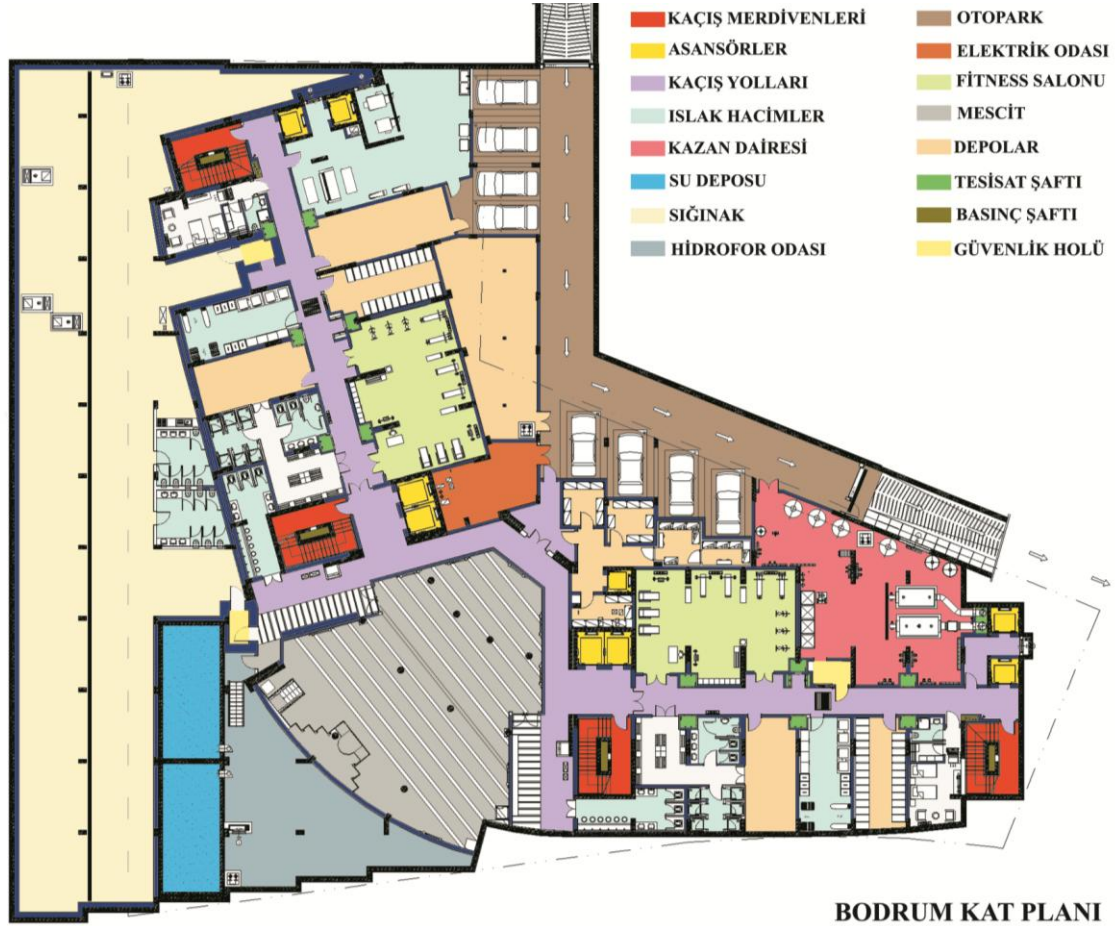 KAÇIŞ MERDİVENLERİ
ASANSÖRLER
KAÇIŞ YOLLARI
ISLAK HACİMLER
KAZAN DAİRESİ
SU DEPOSU
SIĞINAK
HİDROFOR ODASI
OTOPARK
ELEKTRİK ODASI
FİTNESS SALONU
MESCİT
DEPOLAR
TESİSAT ŞAFTI
BASINÇ ŞAFTI
GÜVENLİK HOLÜ
BODRUM KAT PLANI